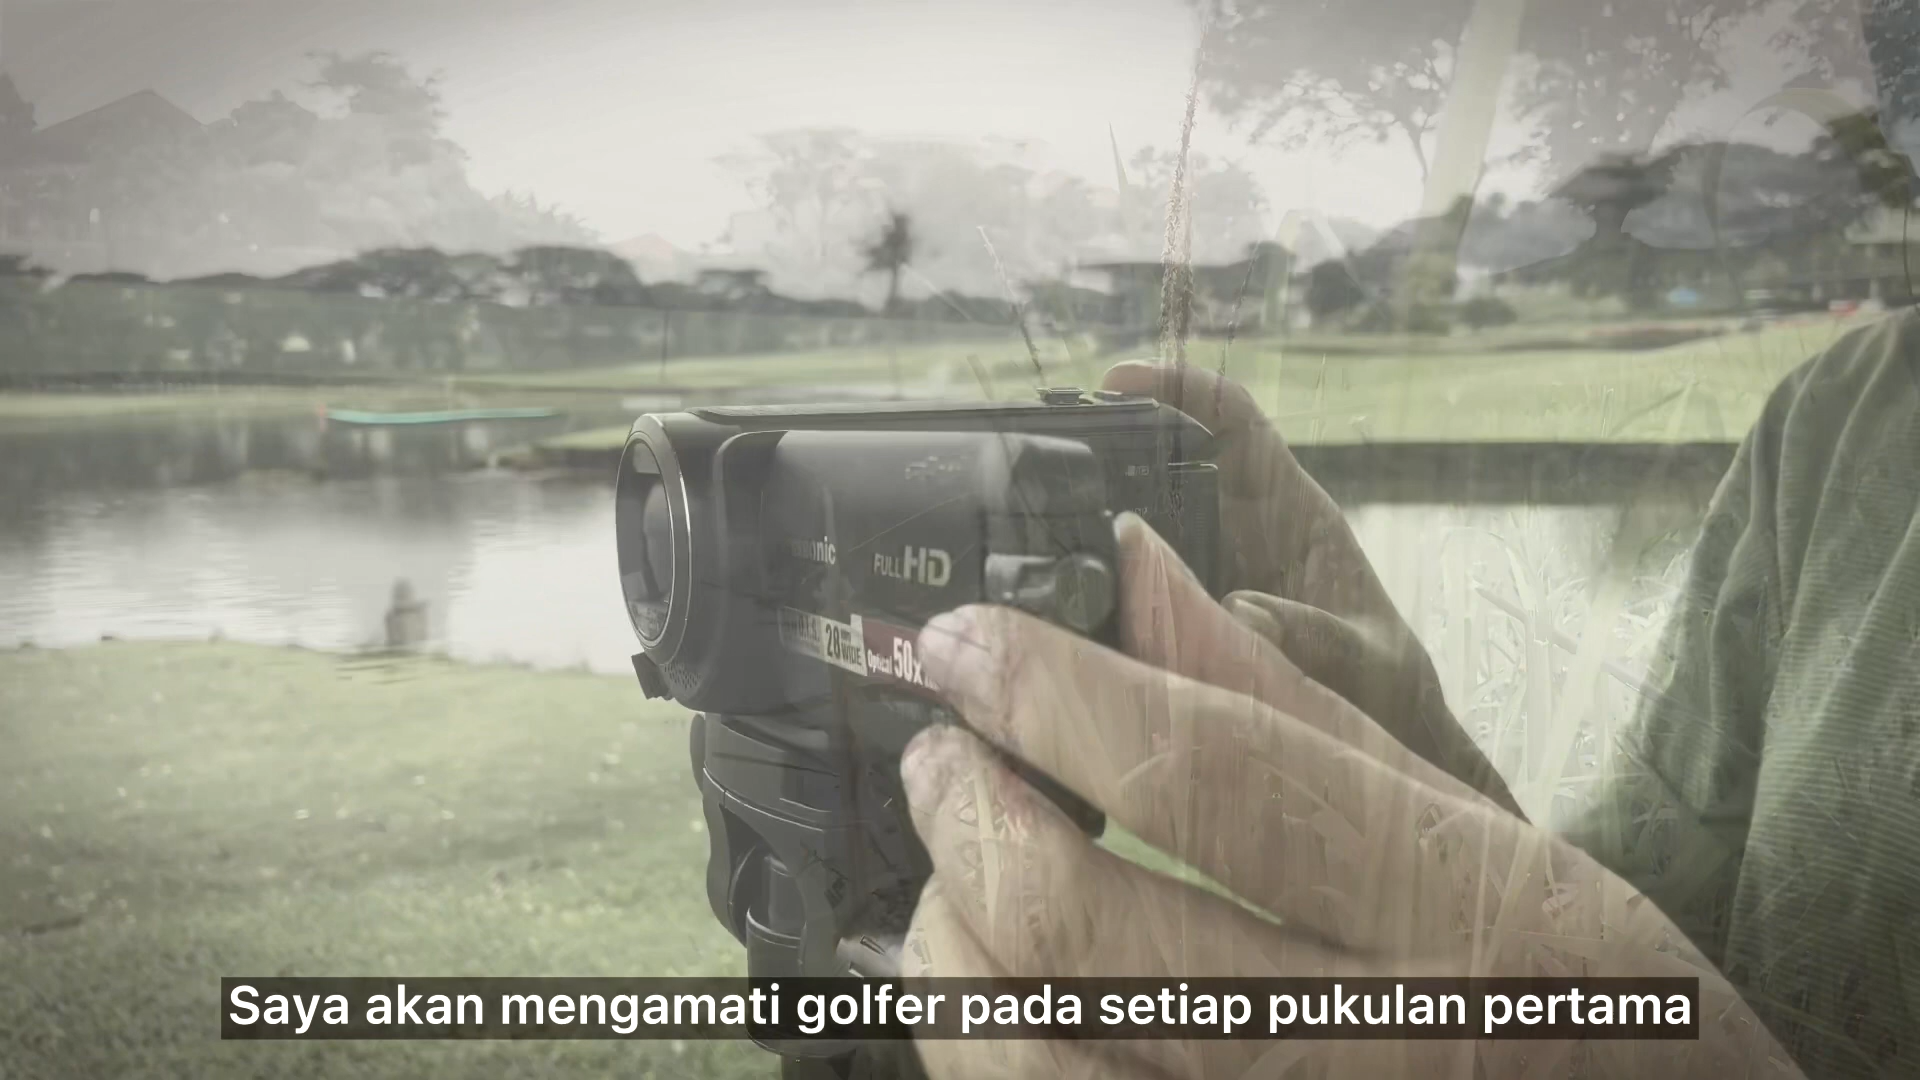 FULL HD
28 WIDE
Optical 50x
Saya akan mengamati golfer pada setiap pukulan pertama